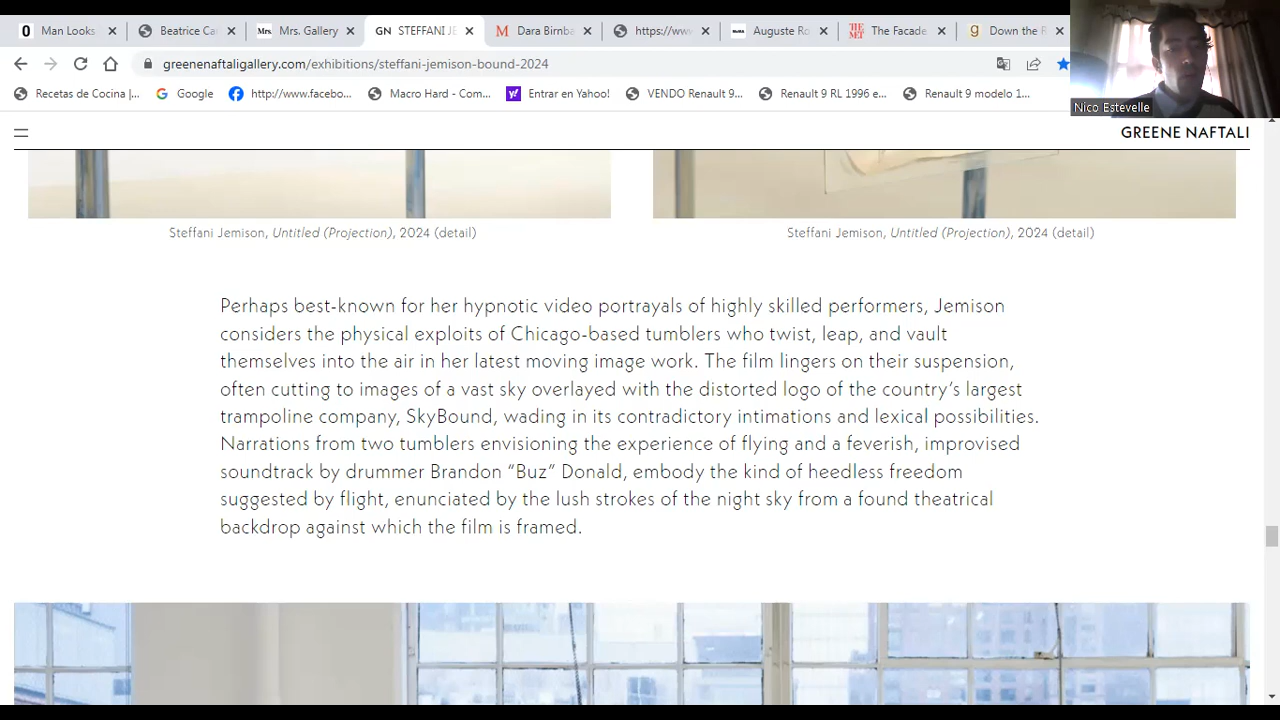 Man Looks
Beatrice Ca
Mrs. Mrs. Gallery
GN STEFFANI JE
Dara Birnba
https://ww
Auguste Ro
THE MET The Facade
Down the R
greenenaftaligallery.com/exhibitions/steffani-jemison-bound-2024
Recetas de Cocina |...
Google
http://www.facebo...
Macro Hard - Com...
Entrar en Yahoo!
VENDO Renault 9...
Renault 9 RL 1996 e...
Renault 9 modelo 1...
Nico Estevelle
GREENE NAFTALI
Steffani Jemison, Untitled (Projection), 2024 (detail)
Steffani Jemison, Untitled (Projection), 2024 (detail)
Perhaps best-known for her hypnotic video portrayals of highly skilled performers, Jemison
considers the physical exploits of Chicago-based tumblers who twist, leap, and vault
themselves into the air in her latest moving image work. The film lingers on their suspension,
often cutting to images of a vast sky overlayed with the distorted logo of the country’s largest
trampoline company, SkyBound, wading in its contradictory intimations and lexical possibilities.
Narrations from two tumblers envisioning the experience of flying and a feverish, improvised
soundtrack by drummer Brandon “Buz” Donald, embody the kind of heedless freedom
suggested by flight, enunciated by the lush strokes of the night sky from a found theatrical
backdrop against which the film is framed.